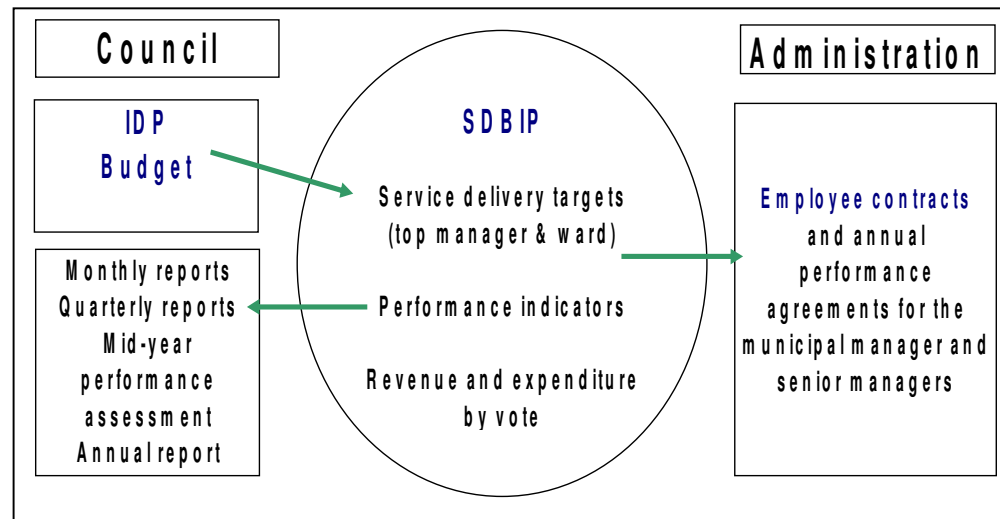 Council
IDP
Budget
Monthly reports
Quarterly reports
Mid-year
performance
assessment
Annual report
SDBIP
Service delivery targets
(top manager & ward)
Performance indicators
Revenue and expenditure
by vote
Administration
Employee contracts
and annual
performance
agreements for the
municipal manager and
senior managers